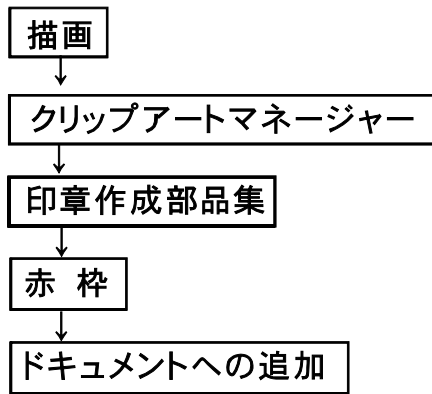 描画
クリップアートマネージャー
印章作成部品集
赤 枠
ドキュメントへの追加